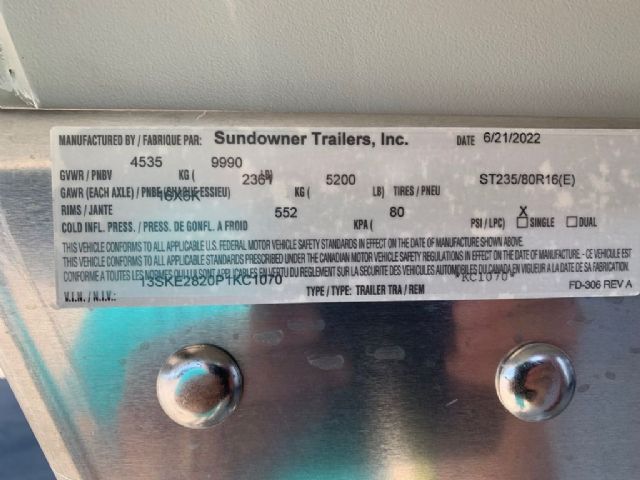 MANUFACTURED BY / FABRIQUE PAR: Sundowner Trailers, Inc. DATE 6/21/2022
GVWR / PNBV 4535 KG ( 9990 LB)
GAWR (EACH AXLE) / PNBE (CHAQUE ESSIEU) 2361 KG ( 5200 LB) TIRES / PNEU ST235/80R16(E)
RIMS / JANTE 16X6K
COLD INFL. PRESS. / PRESS. DE GONFL. A FROID 552 KPA ( 80 PSI / LPC) X SINGLE DUAL
THIS VEHICLE CONFORMS TO ALL APPLICABLE U.S. FEDERAL MOTOR VEHICLE SAFETY STANDARDS IN EFFECT ON THE DATE OF MANUFACTURE SHOWN ABOVE.
THIS VEHICLE CONFORMS TO ALL APPLICABLE STANDARDS PRESCRIBED UNDER THE CANADIAN MOTOR VEHICLE SAFETY REGULATIONS IN EFFECT ON THE DATE OF MANUFACTURE. - CE VEHICULE EST
CONFORME A TOUTES LES NORMES QUI LUI SONT APPLICABLES EN VERTU DU REGLEMENT SUR LA SECURITE DES VEHICULES AUTOMOBILES DU CANADA EN VIGUEUR A LA DATE DE SA FABRICATION.
V.I.N. / N.I.V.: 13SKE2820P1KC1070 TYPE / TYPE: TRAILER TRA / REM KC1070 FD-306 REV A